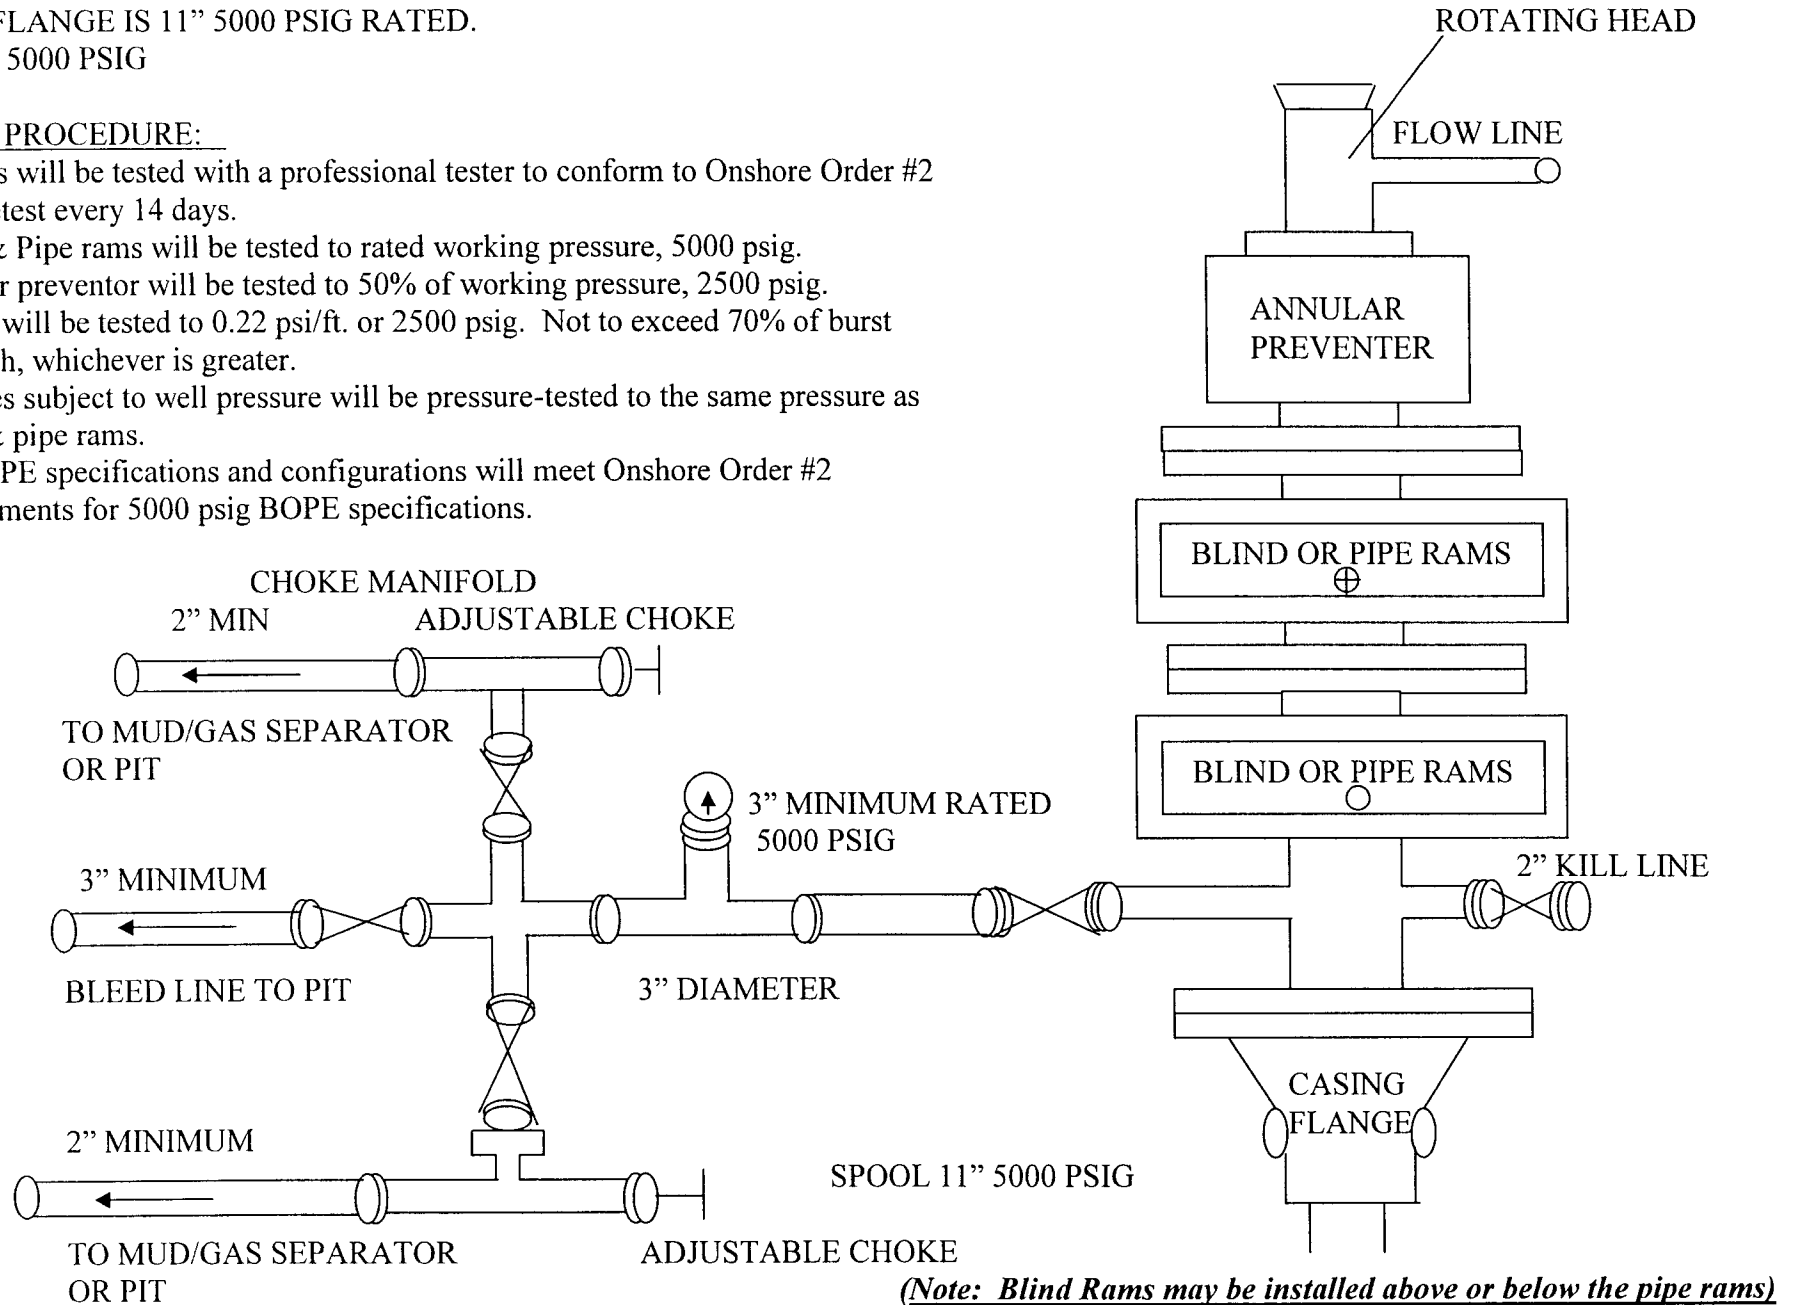 FLANGE IS 11” 5000 PSIG RATED.
5000 PSIG
PROCEDURE:
s will be tested with a professional tester to conform to Onshore Order #2
test every 14 days.
Pipe rams will be tested to rated working pressure, 5000 psig.
r preventor will be tested to 50% of working pressure, 2500 psig.
will be tested to 0.22 psi/ft. or 2500 psig. Not to exceed 70% of burst
h, whichever is greater.
es subject to well pressure will be pressure-tested to the same pressure as
pipe rams.
PE specifications and configurations will meet Onshore Order #2
ments for 5000 psig BOPE specifications.
ROTATING HEAD
FLOW LINE
ANNULAR
PREVENTER
BLIND OR PIPE RAMS
BLIND OR PIPE RAMS
2” KILL LINE
CASING
FLANGE
CHOKE MANIFOLD
2” MIN
ADJUSTABLE CHOKE
TO MUD/GAS SEPARATOR
OR PIT
3” MINIMUM RATED
5000 PSIG
3” MINIMUM
BLEED LINE TO PIT
3” DIAMETER
2” MINIMUM
SPOOL 11” 5000 PSIG
TO MUD/GAS SEPARATOR
OR PIT
ADJUSTABLE CHOKE
(Note: Blind Rams may be installed above or below the pipe rams)